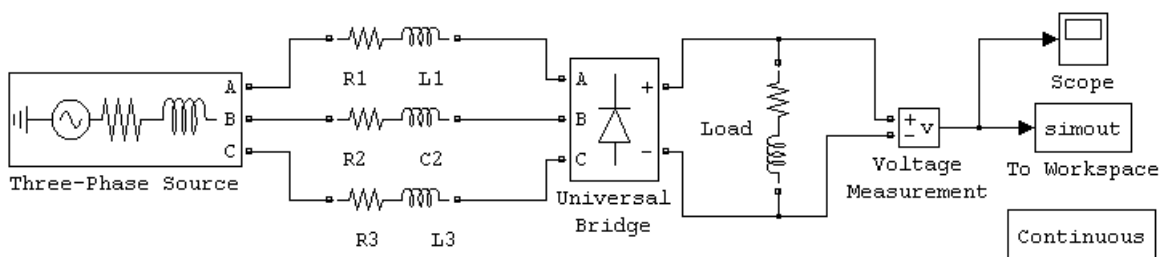 A
B
C
Three-Phase Source
R1
L1
R2
C2
R3
L3
A
B
C
+
-
Universal
Bridge
Load
+
-
v
Voltage
Measurement
Scope
simout
To Workspace
Continuous